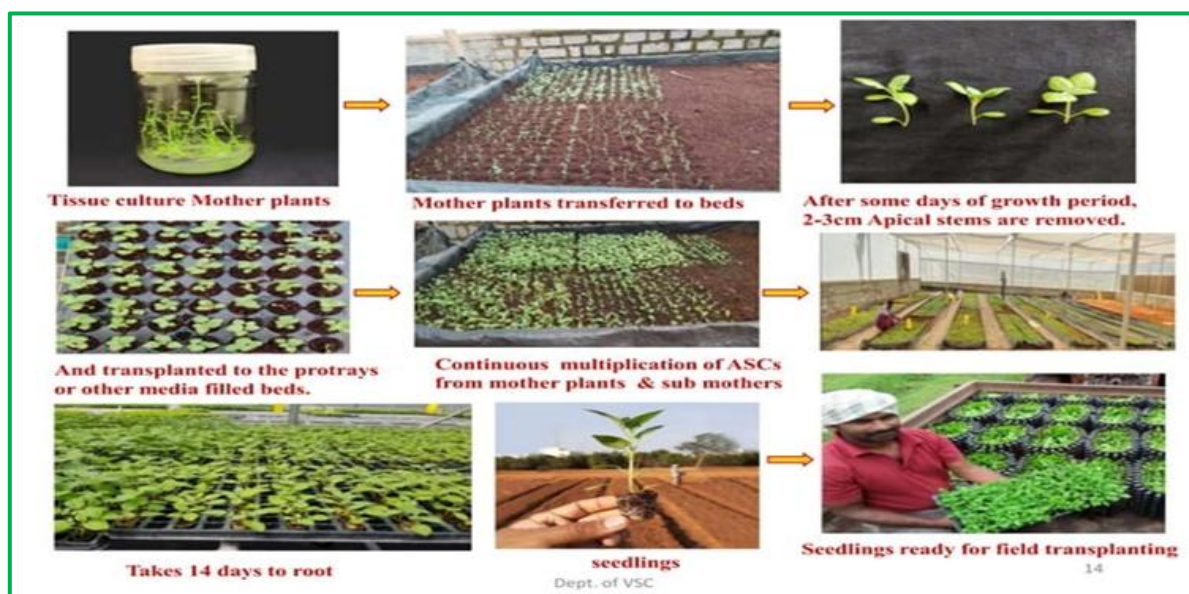 Tissue culture Mother plants
Mother plants transferred to beds
After some days of growth period,
2-3cm Apical stems are removed.
And transplanted to the protrays
or other media filled beds.
Continuous multiplication of ASCs
from mother plants & sub mothers
Takes 14 days to root
seedlings
Seedlings ready for field transplanting
Dept. of VSC
14